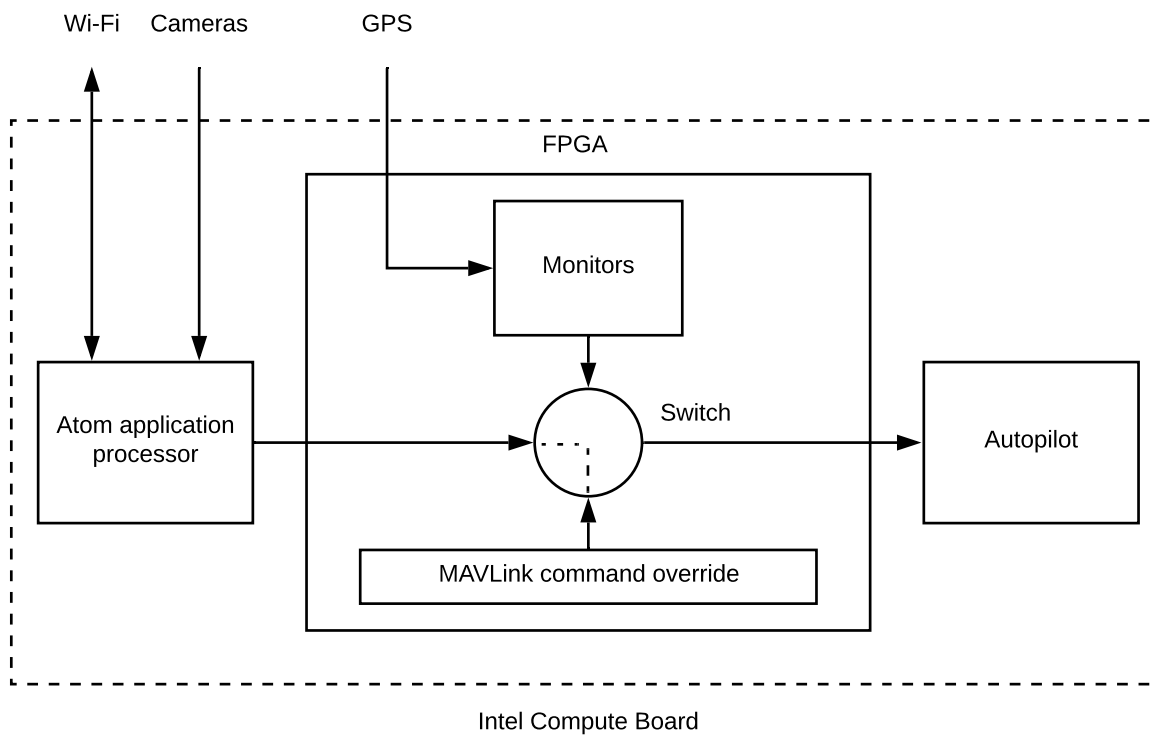 Wi-Fi
Cameras
GPS
FPGA
Monitors
Switch
Atom application
processor
Autopilot
MAVLink command override
Intel Compute Board